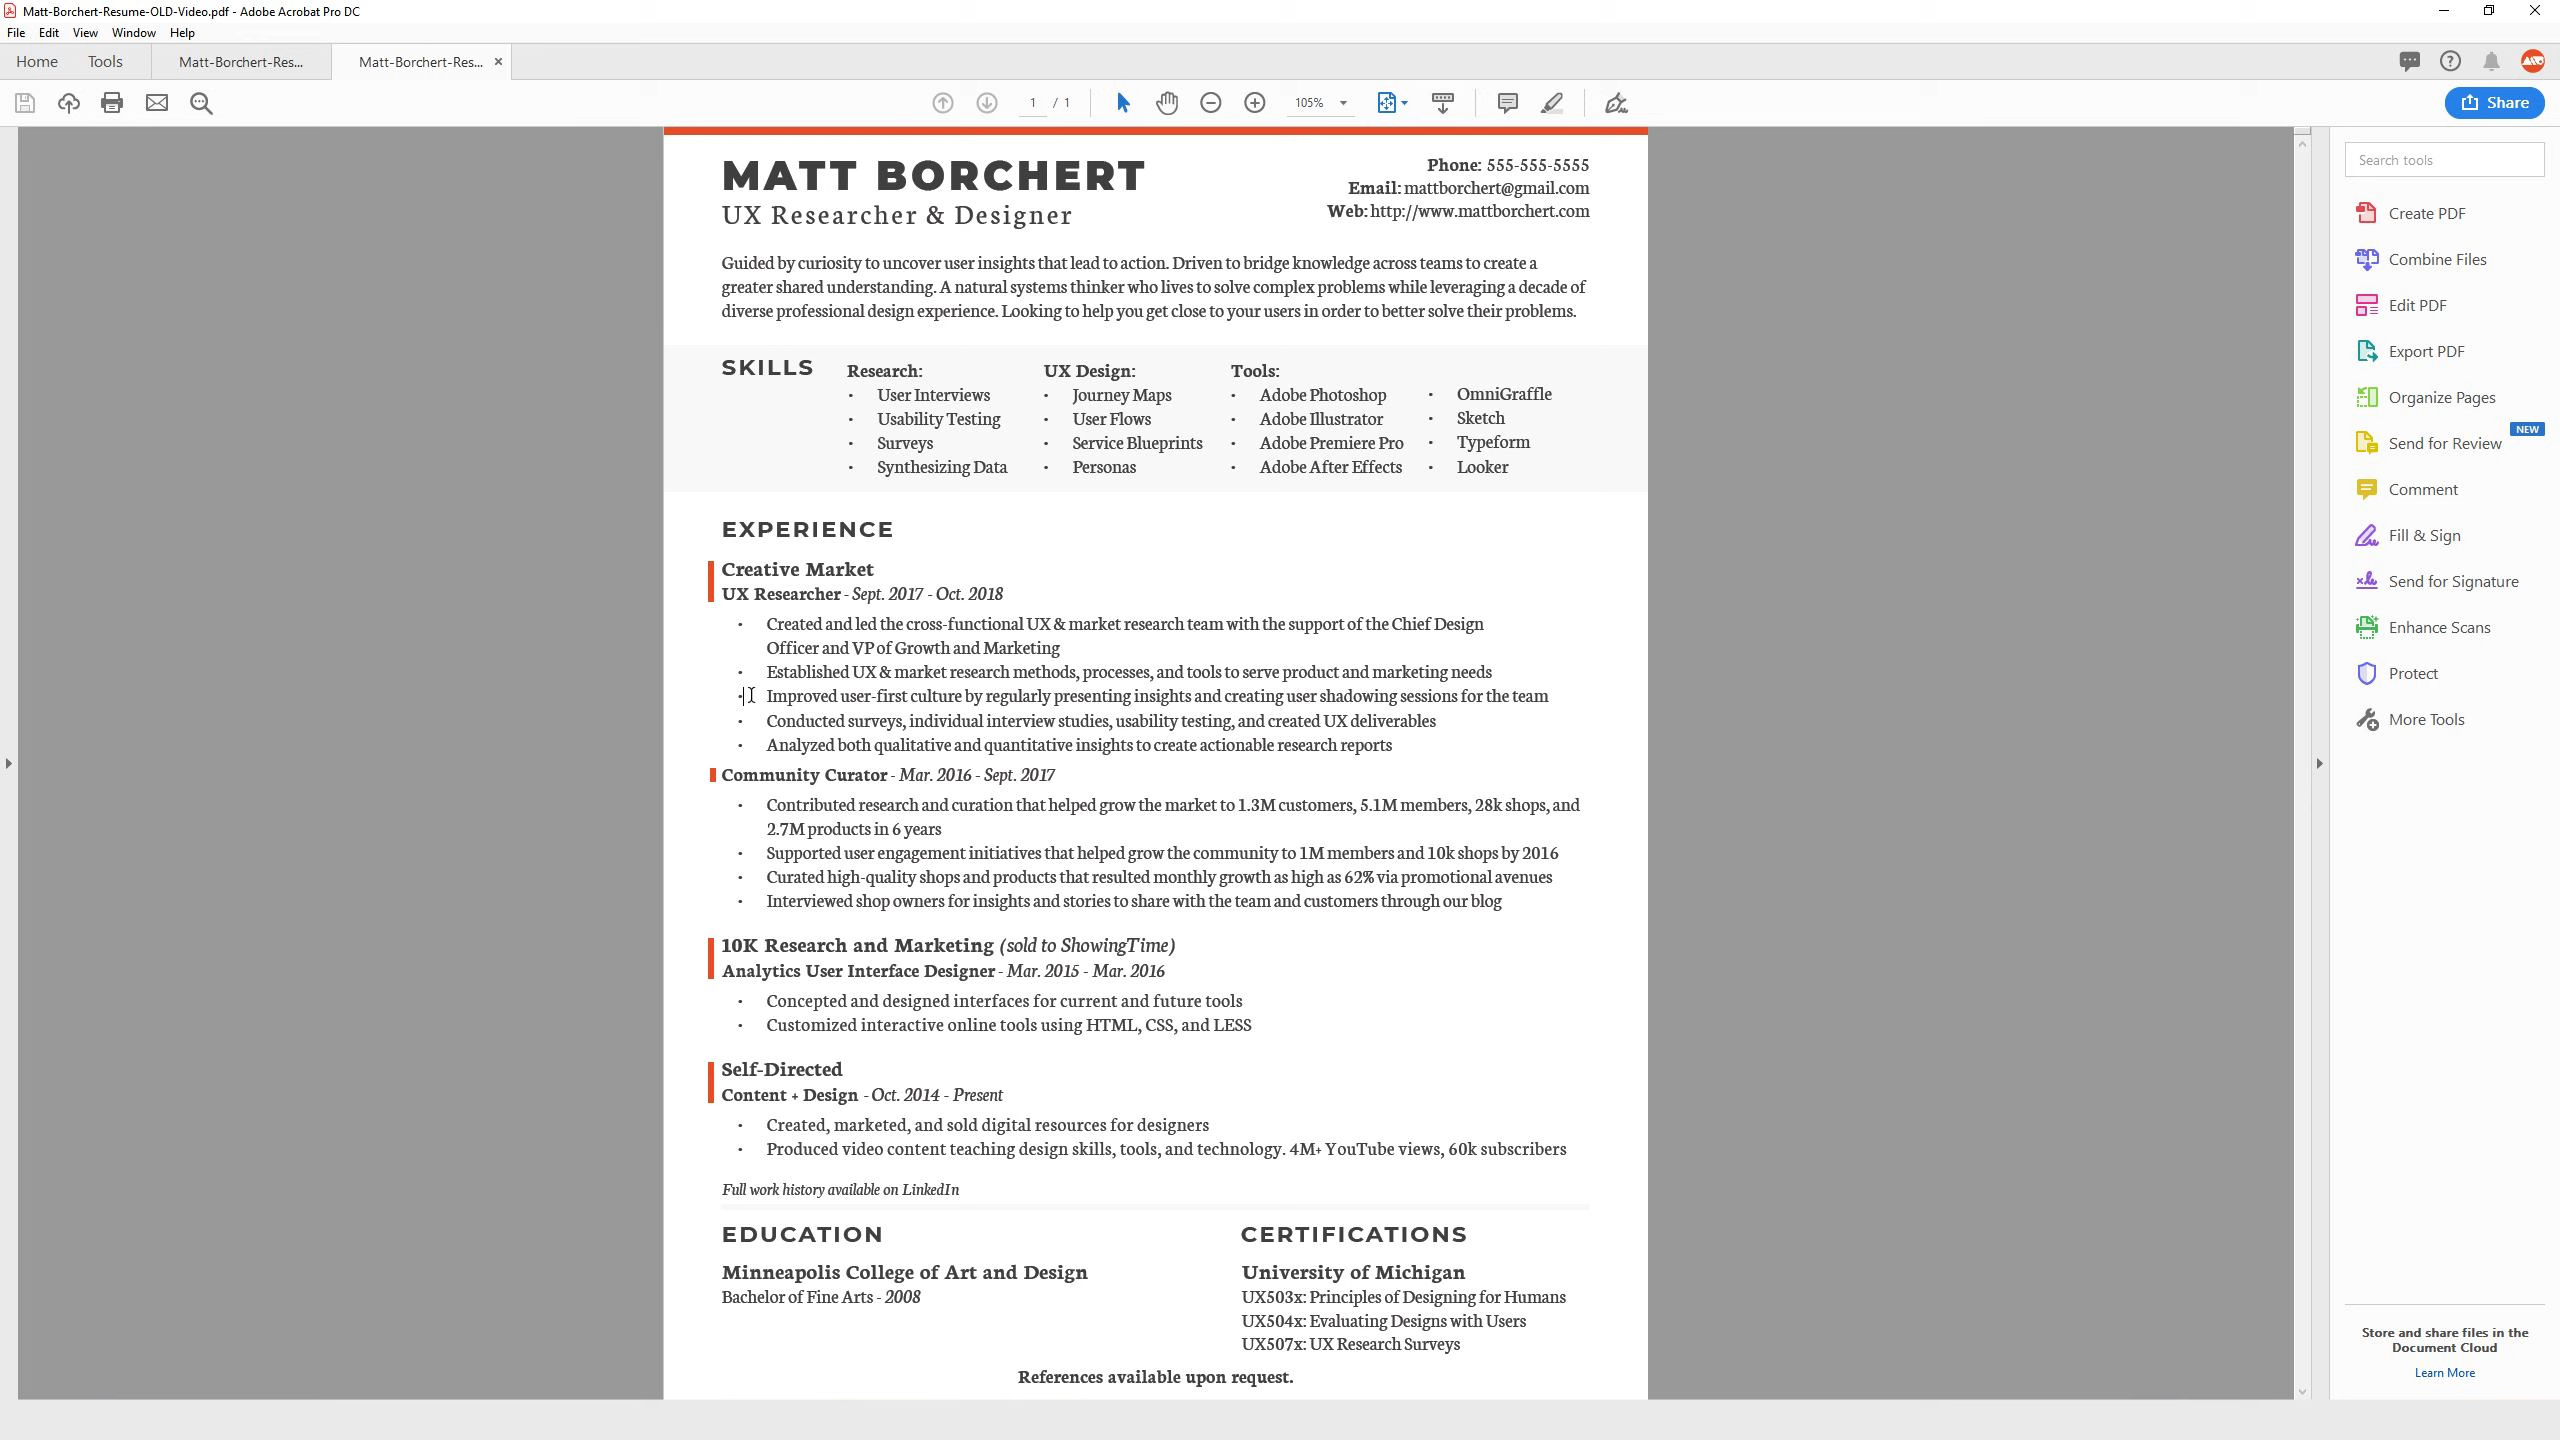 Matt-Borchert-Resume-OLD-Video.pdf - Adobe Acrobat Pro DC
File Edit View Window Help
Home Tools Matt-Borchert-Res... Matt-Borchert-Res... ×
1 / 1 105% Share
MATT BORCHERT
UX Researcher & Designer
Phone: 555-555-5555
Email: mattborchert@gmail.com
Web: http://www.mattborchert.com
Guided by curiosity to uncover user insights that lead to action. Driven to bridge knowledge across teams to create a
greater shared understanding. A natural systems thinker who lives to solve complex problems while leveraging a decade of
diverse professional design experience. Looking to help you get close to your users in order to better solve their problems.
SKILLS
Research:
• User Interviews
• Usability Testing
• Surveys
• Synthesizing Data
UX Design:
• Journey Maps
• User Flows
• Service Blueprints
• Personas
Tools:
• Adobe Photoshop
• Adobe Illustrator
• Adobe Premiere Pro
• Adobe After Effects
• OmniGraffle
• Sketch
• Typeform
• Looker
EXPERIENCE
Creative Market
UX Researcher - Sept. 2017 - Oct. 2018
• Created and led the cross-functional UX & market research team with the support of the Chief Design
Officer and VP of Growth and Marketing
• Established UX & market research methods, processes, and tools to serve product and marketing needs
• Improved user-first culture by regularly presenting insights and creating user shadowing sessions for the team
• Conducted surveys, individual interview studies, usability testing, and created UX deliverables
• Analyzed both qualitative and quantitative insights to create actionable research reports
Community Curator - Mar. 2016 - Sept. 2017
• Contributed research and curation that helped grow the market to 1.3M customers, 5.1M members, 28k shops, and
2.7M products in 6 years
• Supported user engagement initiatives that helped grow the community to 1M members and 10k shops by 2016
• Curated high-quality shops and products that resulted monthly growth as high as 62% via promotional avenues
• Interviewed shop owners for insights and stories to share with the team and customers through our blog
10K Research and Marketing (sold to ShowingTime)
Analytics User Interface Designer - Mar. 2015 - Mar. 2016
• Concepted and designed interfaces for current and future tools
• Customized interactive online tools using HTML, CSS, and LESS
Self-Directed
Content + Design - Oct. 2014 - Present
• Created, marketed, and sold digital resources for designers
• Produced video content teaching design skills, tools, and technology. 4M+ YouTube views, 60k subscribers
Full work history available on LinkedIn
EDUCATION
Minneapolis College of Art and Design
Bachelor of Fine Arts - 2008
CERTIFICATIONS
University of Michigan
UX503x: Principles of Designing for Humans
UX504x: Evaluating Designs with Users
UX507x: UX Research Surveys
References available upon request.
Search tools
Create PDF
Combine Files
Edit PDF
Export PDF
Organize Pages
Send for Review NEW
Comment
Fill & Sign
Send for Signature
Enhance Scans
Protect
More Tools
Store and share files in the
Document Cloud
Learn More